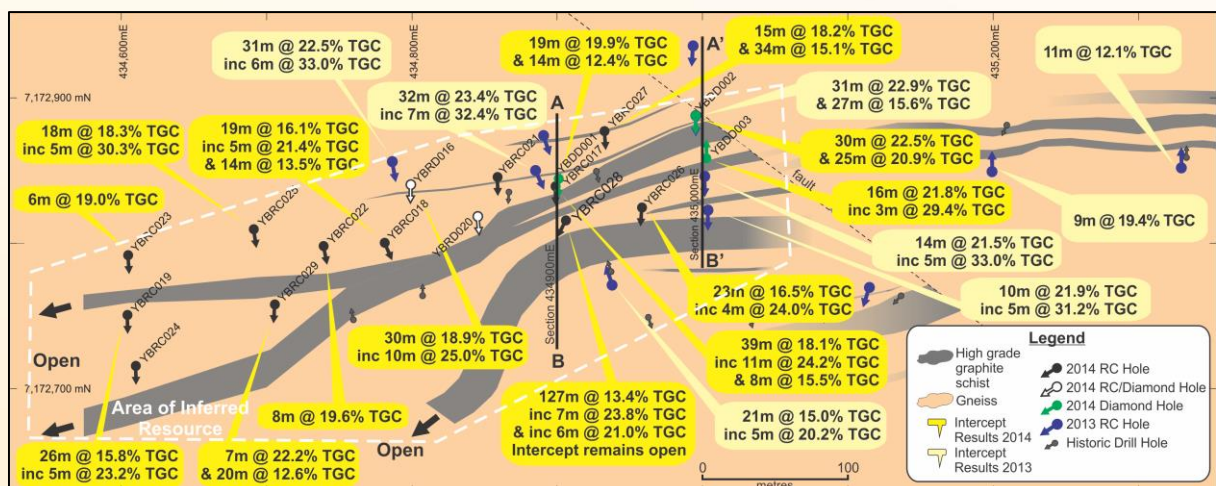 434,600mE
434,800mE
435,200mE
7,172,900 mN
7,172,700 mN
31m @ 22.5% TGC
inc 6m @ 33.0% TGC
19m @ 19.9% TGC
& 14m @ 12.4% TGC
15m @ 18.2% TGC
& 34m @ 15.1% TGC
11m @ 12.1% TGC
32m @ 23.4% TGC
inc 7m @ 32.4% TGC
31m @ 22.9% TGC
& 27m @ 15.6% TGC
18m @ 18.3% TGC
inc 5m @ 30.3% TGC
19m @ 16.1% TGC
inc 5m @ 21.4% TGC
& 14m @ 13.5% TGC
30m @ 22.5% TGC
& 25m @ 20.9% TGC
6m @ 19.0% TGC
16m @ 21.8% TGC
inc 3m @ 29.4% TGC
9m @ 19.4% TGC
14m @ 21.5% TGC
inc 5m @ 33.0% TGC
10m @ 21.9% TGC
inc 5m @ 31.2% TGC
23m @ 16.5% TGC
inc 4m @ 24.0% TGC
30m @ 18.9% TGC
inc 10m @ 25.0% TGC
39m @ 18.1% TGC
inc 11m @ 24.2% TGC
& 8m @ 15.5% TGC
127m @ 13.4% TGC
inc 7m @ 23.8% TGC
& inc 6m @ 21.0% TGC
Intercept remains open
21m @ 15.0% TGC
inc 5m @ 20.2% TGC
8m @ 19.6% TGC
26m @ 15.8% TGC
inc 5m @ 23.2% TGC
7m @ 22.2% TGC
& 20m @ 12.6% TGC
YBRC023
YBRC025
YBRC022
YBRC018
YBRD016
YBRC021
YBDD001
YBRC017
YBRC027
YBDD002
YBDD003
YBRC026
YBRC028
YBRD020
YBRC029
YBRC019
YBRC024
A
B
Section 434900mE
A'
B'
Section 435,000mE
fault
Open
Open
Area of Inferred
Resource
0
100
metres
Legend
High grade
graphite
schist
Gneiss
Intercept
Results 2014
Intercept
Results 2013
2014 RC Hole
2014 RC/Diamond Hole
2014 Diamond Hole
2013 RC Hole
Historic Drill Hole